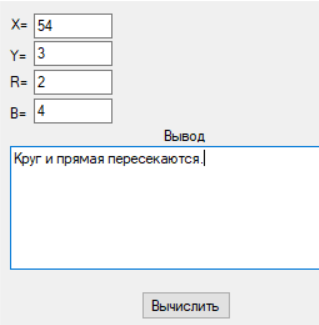 X= 54
Y= 3
R= 2
B= 4
Вывод
Круг и прямая пересекаются.
Вычислить